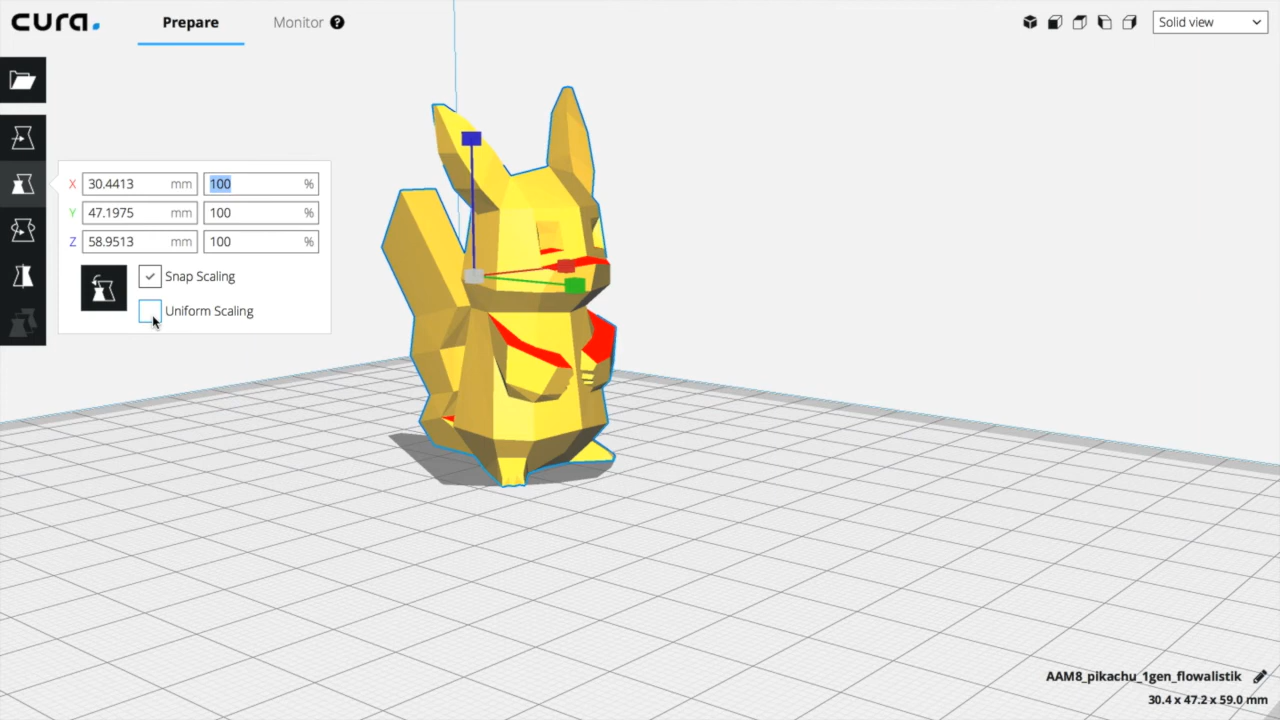 cura.
Prepare
Monitor ?
Solid view
X 30.4413 mm 100 %
Y 47.1975 mm 100 %
Z 58.9513 mm 100 %
Snap Scaling
Uniform Scaling
AAM8_pikachu_1gen_flowalistik
30.4 x 47.2 x 59.0 mm